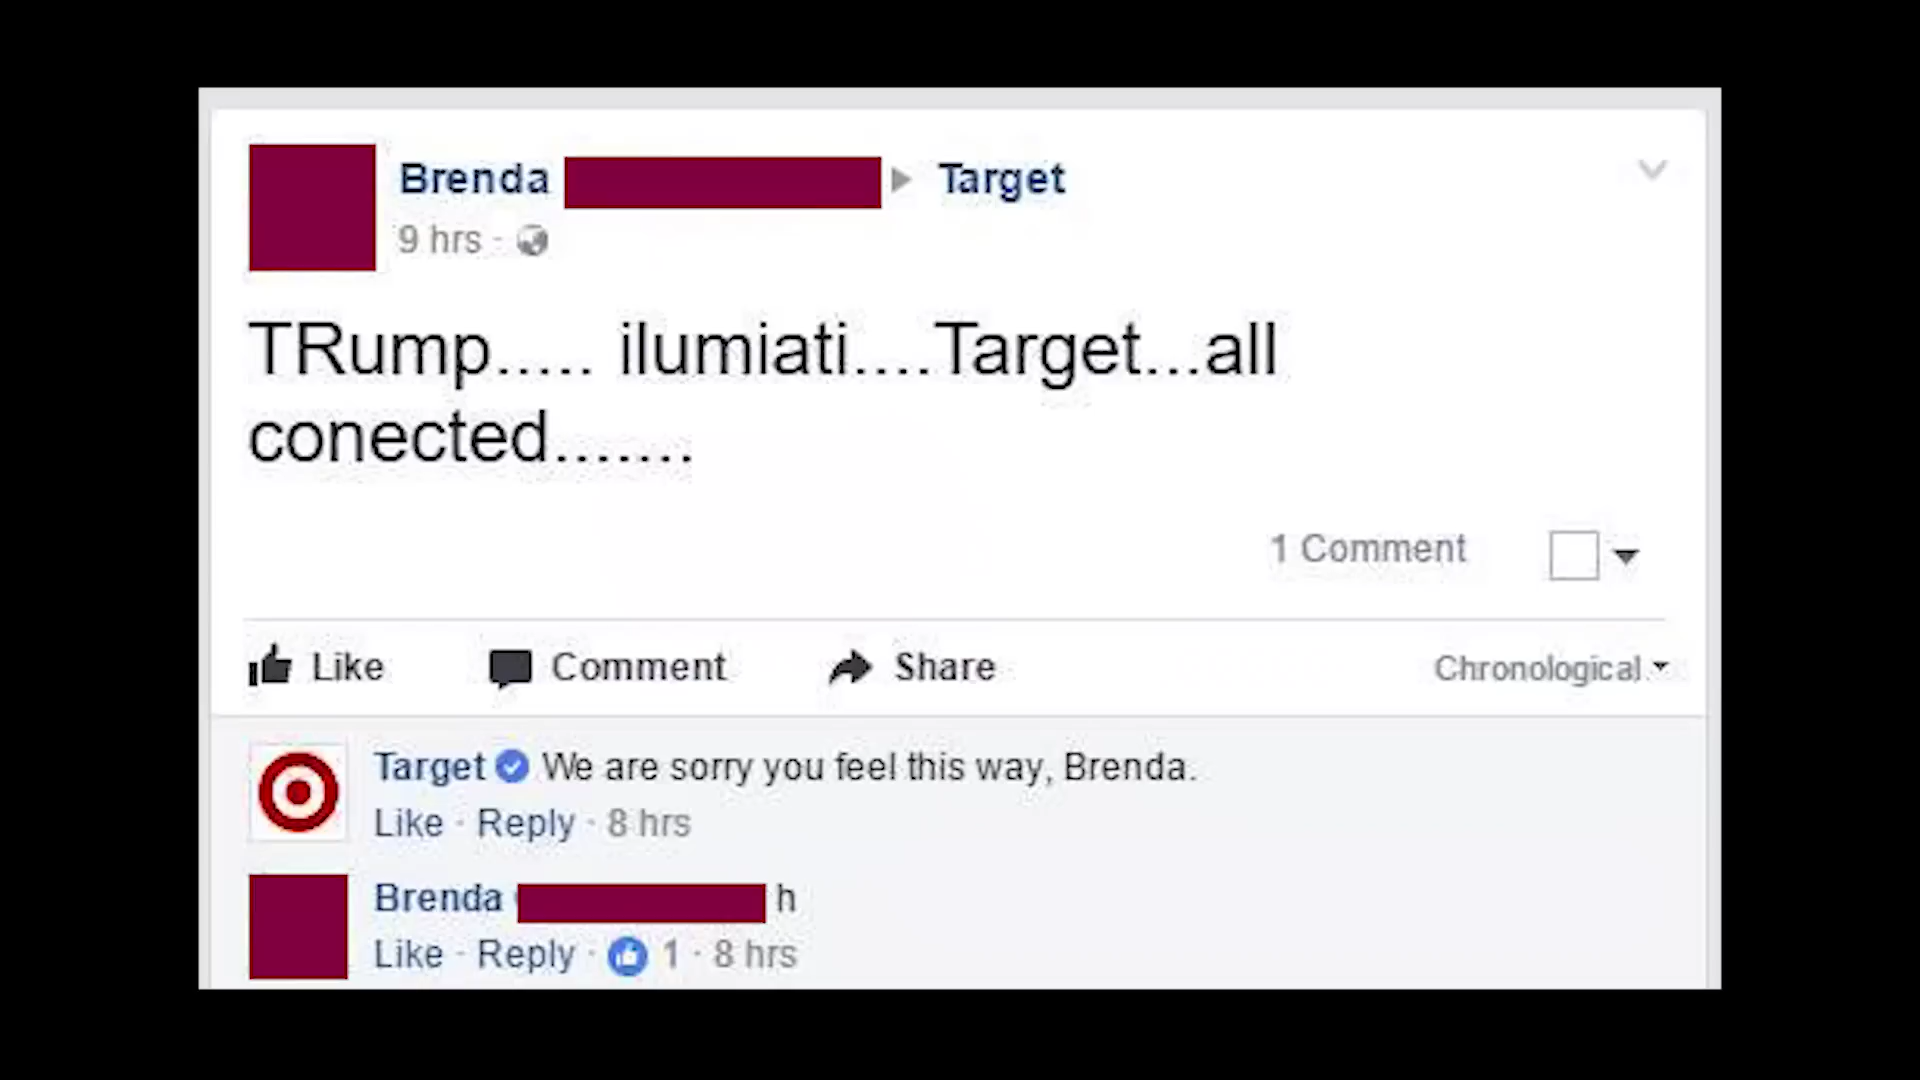 Brenda Target
9 hrs ·
TRump..... ilumiati....Target...all
conected.......
1 Comment
Like Comment Share Chronological
Target We are sorry you feel this way, Brenda.
Like · Reply · 8 hrs
Brenda h
Like · Reply · 1 · 8 hrs